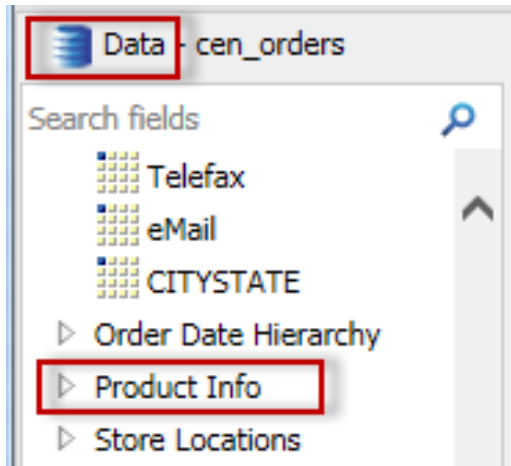 Data - cen_orders
Search fields
Telefax
eMail
CITYSTATE
Order Date Hierarchy
Product Info
Store Locations